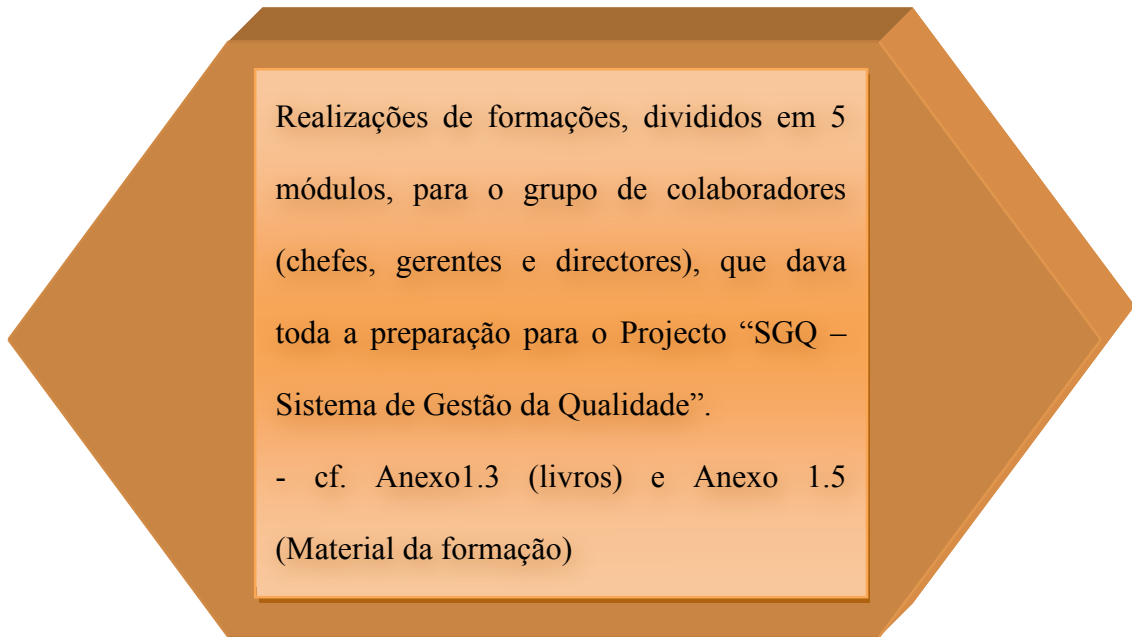 Realizações de formações, divididos em 5
módulos, para o grupo de colaboradores
(chefes, gerentes e directores), que dava
toda a preparação para o Projecto “SGQ –
Sistema de Gestão da Qualidade”.
- cf. Anexo1.3 (livros) e Anexo 1.5
(Material da formação)